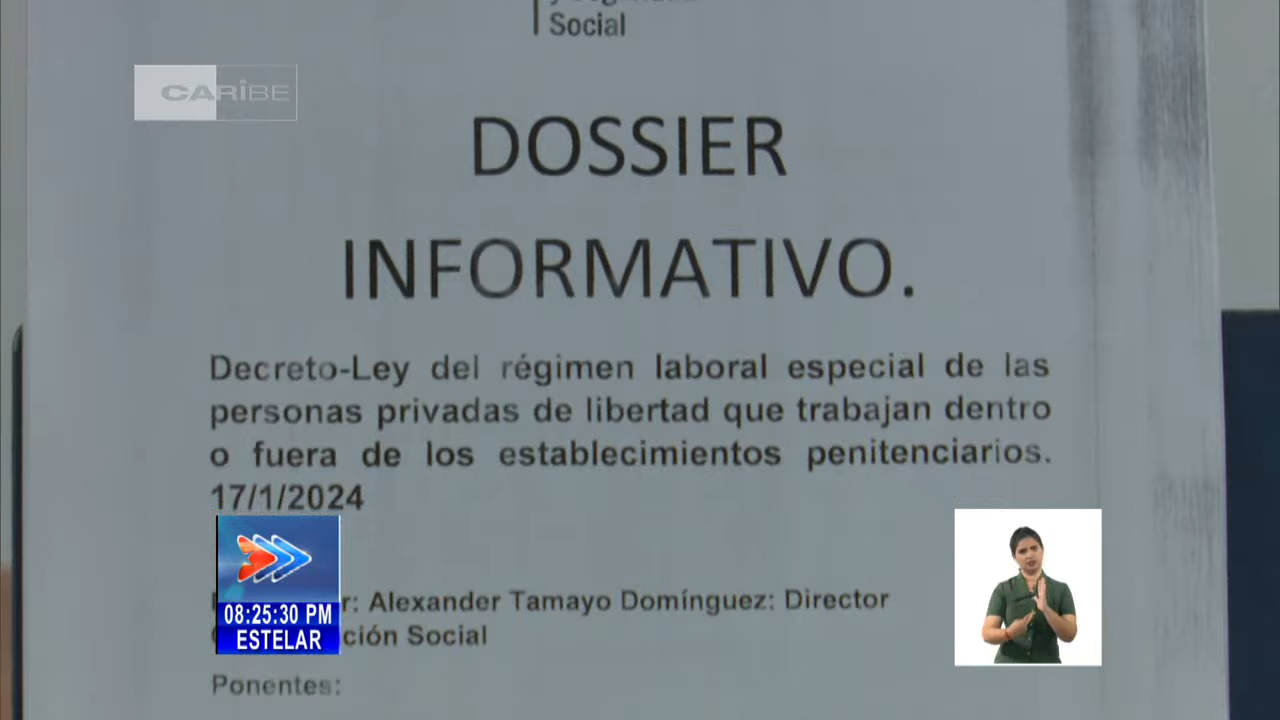 Social
CARIBE
DOSSIER
INFORMATIVO.
Decreto-Ley del régimen laboral especial de las
personas privadas de libertad que trabajan dentro
o fuera de los establecimientos penitenciarios.
17/1/2024
08:25:30 PM
ESTELAR
r: Alexander Tamayo Domínguez: Director
ción Social
Ponentes: